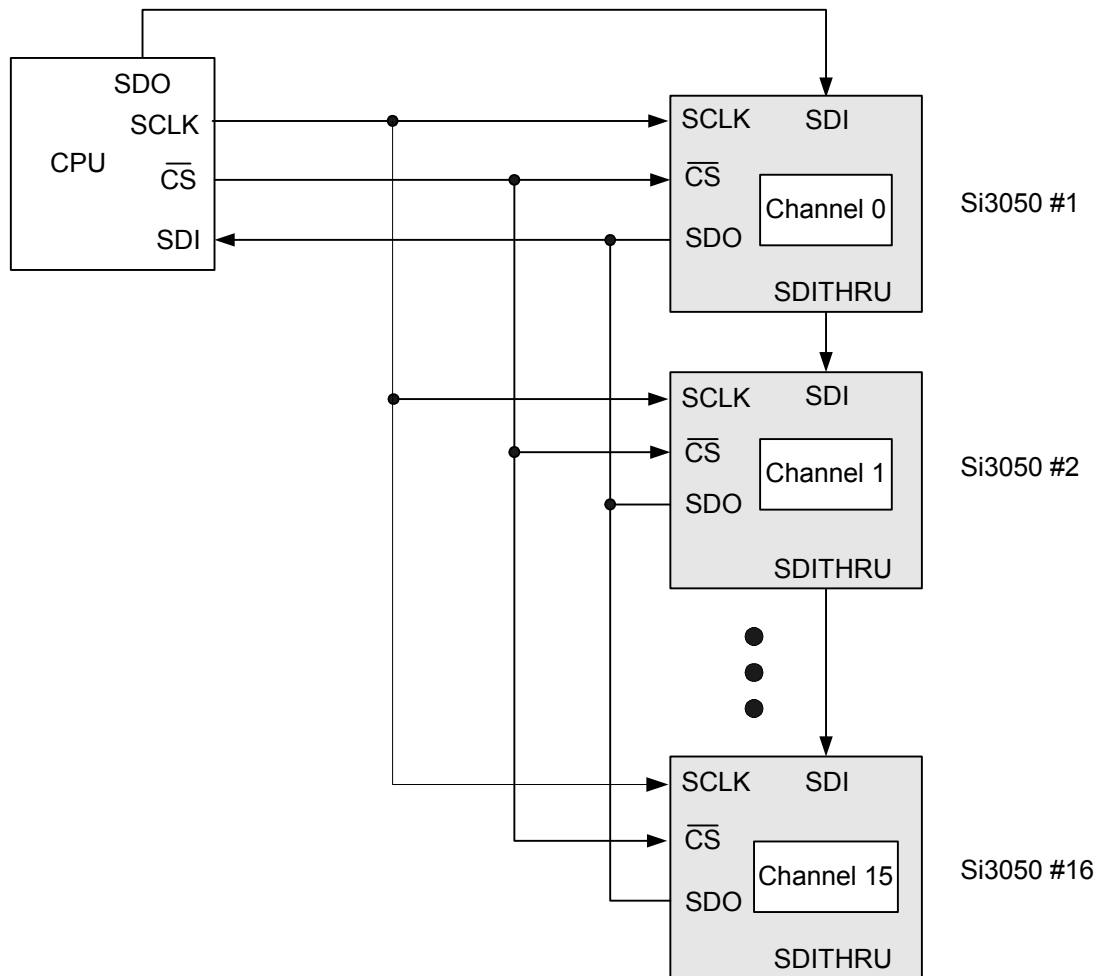 SDO
SCLK
CPU
CS
SDI
SCLK
SDI
CS
Channel 0
SDO
SDITHRU
Si3050 #1
SCLK
SDI
CS
Channel 1
SDO
SDITHRU
Si3050 #2
SCLK
SDI
CS
Channel 15
SDO
SDITHRU
Si3050 #16